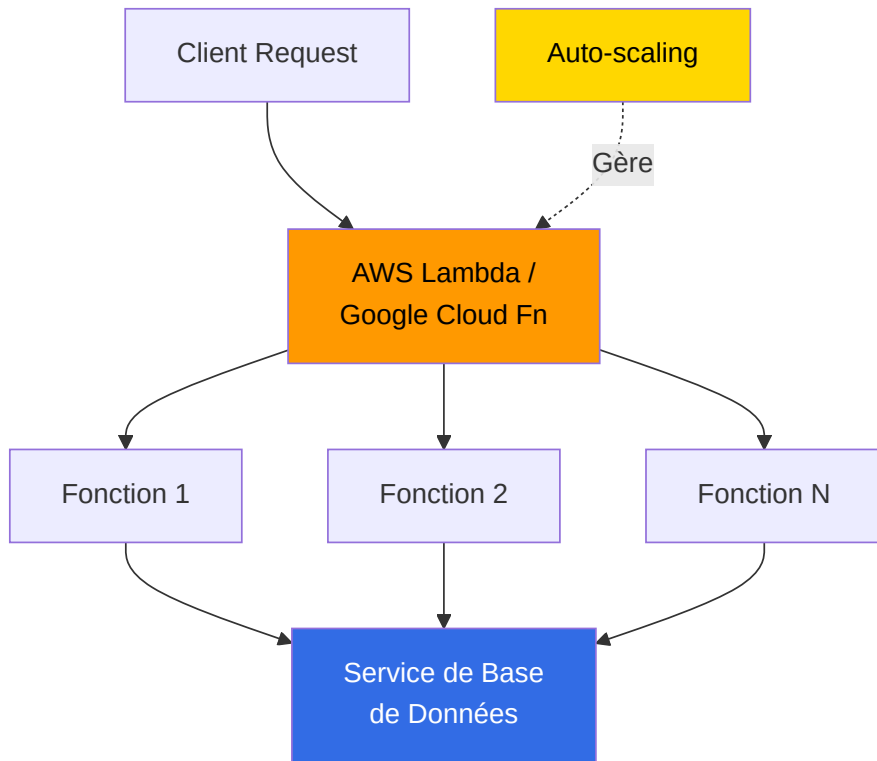 Client Request
Auto-scaling
Gère
AWS Lambda /
Google Cloud Fn
Fonction 1
Fonction 2
Fonction N
Service de Base
de Données